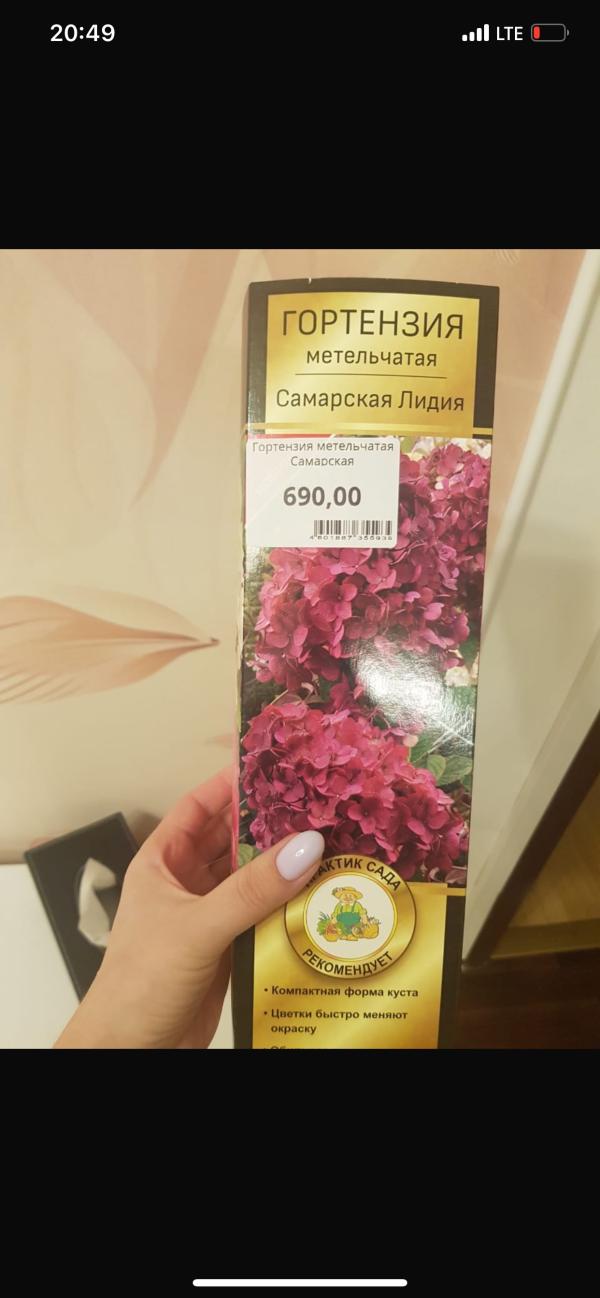 20:49
LTE
ГОРТЕНЗИЯ
метельчатая
Самарская Лидия
Гортензия метельчатая
Самарская
690,00
САДА
РЕКОМЕНДУЕТ
• Компактная форма куста
• Цветки быстро меняют
окраску